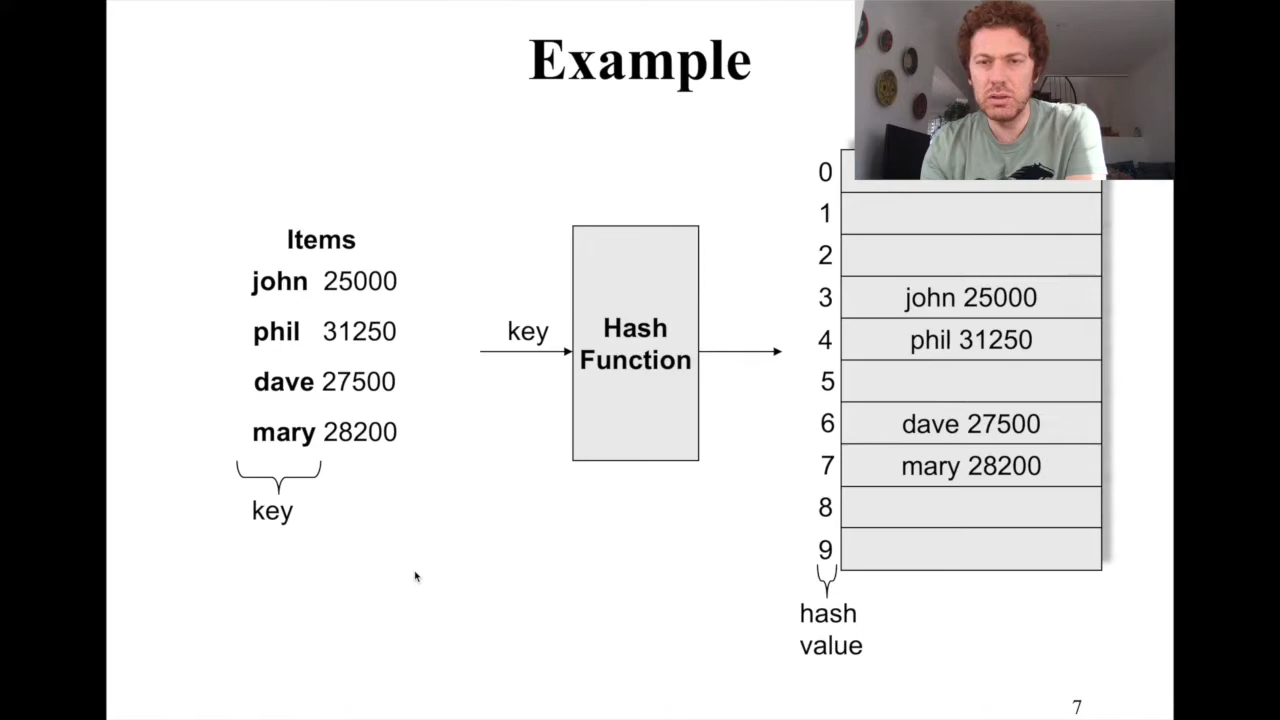 Example
Items
john 25000
phil 31250
dave 27500
mary 28200
key
key
Hash
Function
0
1
2
3 john 25000
4 phil 31250
5
6 dave 27500
7 mary 28200
8
9
hash
value
7